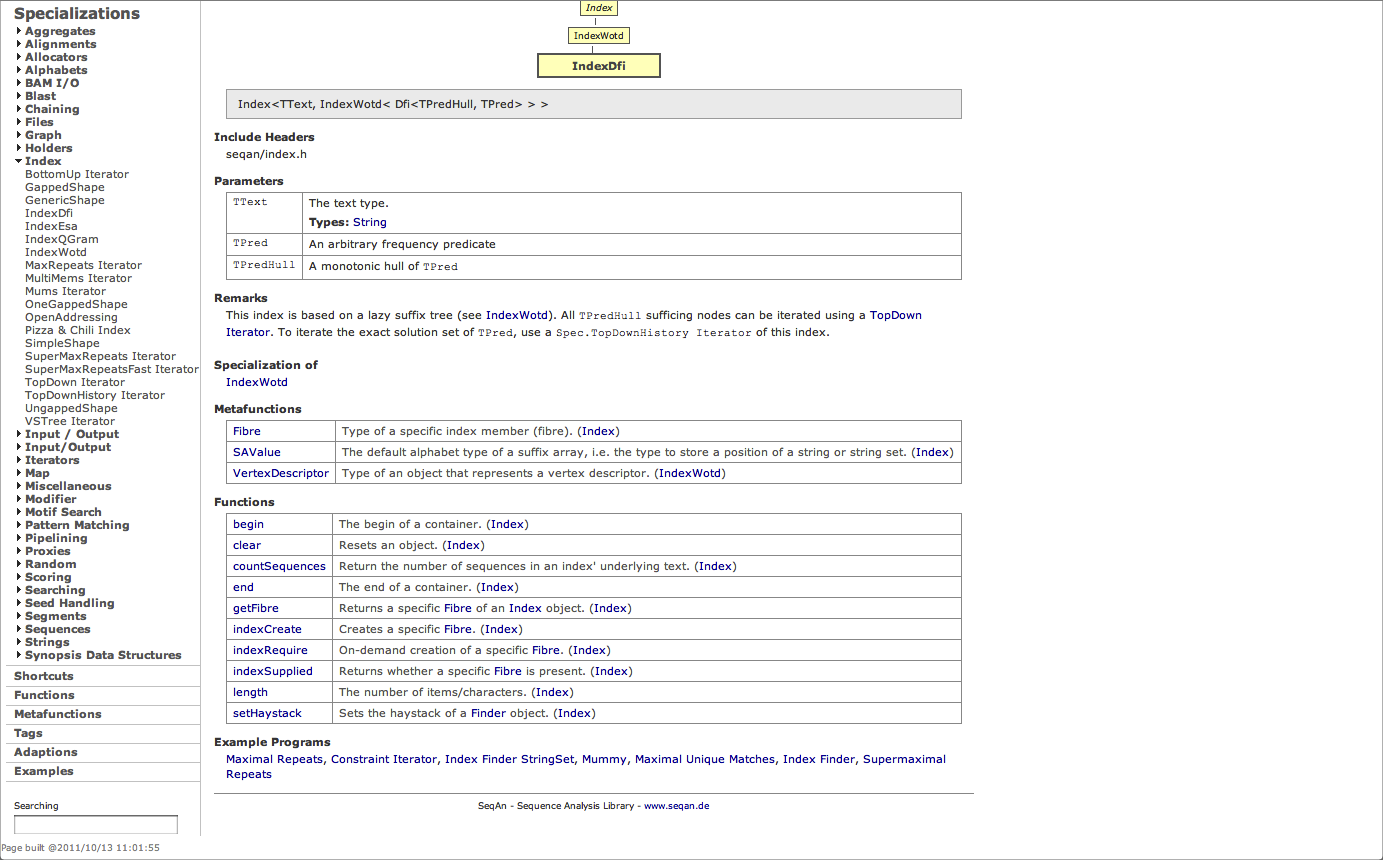 Specializations
Aggregates
Alignments
Allocators
Alphabets
BAM I/O
Blast
Chaining
Files
Graph
Holders
Index
BottomUp Iterator
GappedShape
GenericShape
IndexDfi
IndexEsa
IndexQGram
IndexWotd
MaxRepeats Iterator
MultiMems Iterator
Mums Iterator
OneGappedShape
OpenAddressing
Pizza & Chili Index
SimpleShape
SuperMaxRepeats Iterator
SuperMaxRepeatsFast Iterator
TopDown Iterator
TopDownHistory Iterator
UngappedShape
VSTree Iterator
Input / Output
Input/Output
Iterators
Map
Miscellaneous
Modifier
Motif Search
Pattern Matching
Pipelining
Proxies
Random
Scoring
Searching
Seed Handling
Segments
Sequences
Strings
Synopsis Data Structures
Shortcuts
Functions
Metafunctions
Tags
Adaptions
Examples
Searching
Page built @2011/10/13 11:01:55
Index
IndexWotd
IndexDfi
Index<TText, IndexWotd< Dfi<TPredHull, TPred> > >
Include Headers
seqan/index.h
Parameters
TText The text type.
Types: String
TPred An arbitrary frequency predicate
TPredHull A monotonic hull of TPred
Remarks
This index is based on a lazy suffix tree (see IndexWotd). All TPredHull sufficing nodes can be iterated using a TopDown
Iterator. To iterate the exact solution set of TPred, use a Spec.TopDownHistory Iterator of this index.
Specialization of
IndexWotd
Metafunctions
Fibre Type of a specific index member (fibre). (Index)
SAValue The default alphabet type of a suffix array, i.e. the type to store a position of a string or string set. (Index)
VertexDescriptor Type of an object that represents a vertex descriptor. (IndexWotd)
Functions
begin The begin of a container. (Index)
clear Resets an object. (Index)
countSequences Return the number of sequences in an index' underlying text. (Index)
end The end of a container. (Index)
getFibre Returns a specific Fibre of an Index object. (Index)
indexCreate Creates a specific Fibre. (Index)
indexRequire On-demand creation of a specific Fibre. (Index)
indexSupplied Returns whether a specific Fibre is present. (Index)
length The number of items/characters. (Index)
setHaystack Sets the haystack of a Finder object. (Index)
Example Programs
Maximal Repeats, Constraint Iterator, Index Finder StringSet, Mummy, Maximal Unique Matches, Index Finder, Supermaximal
Repeats
SeqAn - Sequence Analysis Library - www.seqan.de